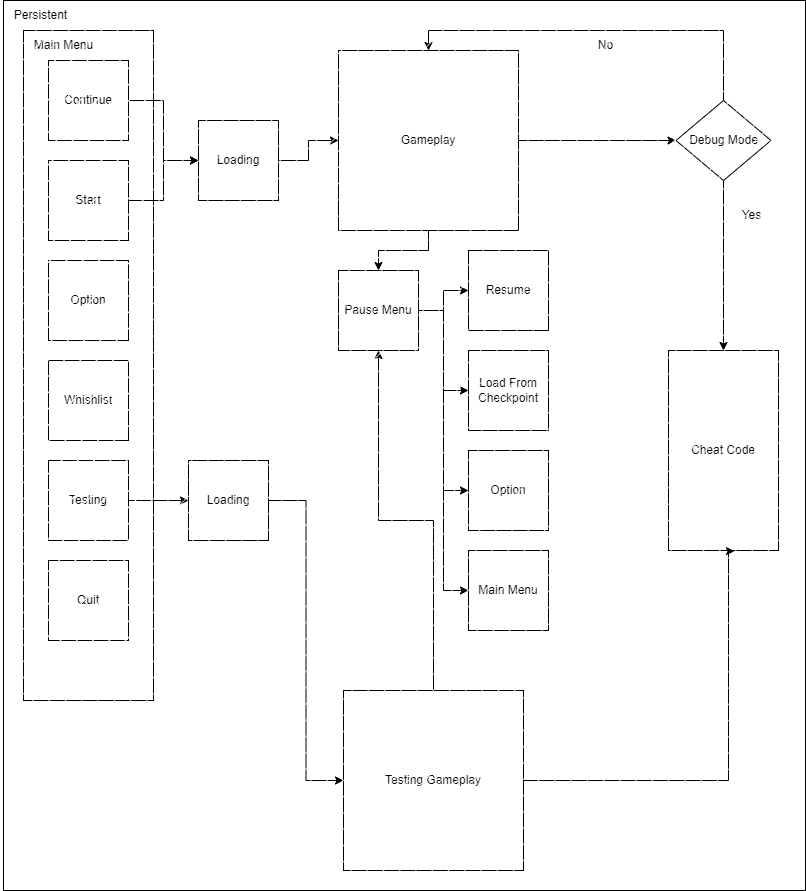 Persistent
Main Menu
Continue
Start
Option
Whishlist
Testing
Quit
Loading
Loading
Gameplay
No
Debug Mode
Yes
Pause Menu
Resume
Load From
Checkpoint
Option
Main Menu
Cheat Code
Testing Gameplay